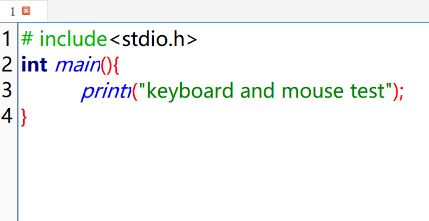 1
1 # include<stdio.h>
2 int main(){
3 printf("keyboard and mouse test");
4 }